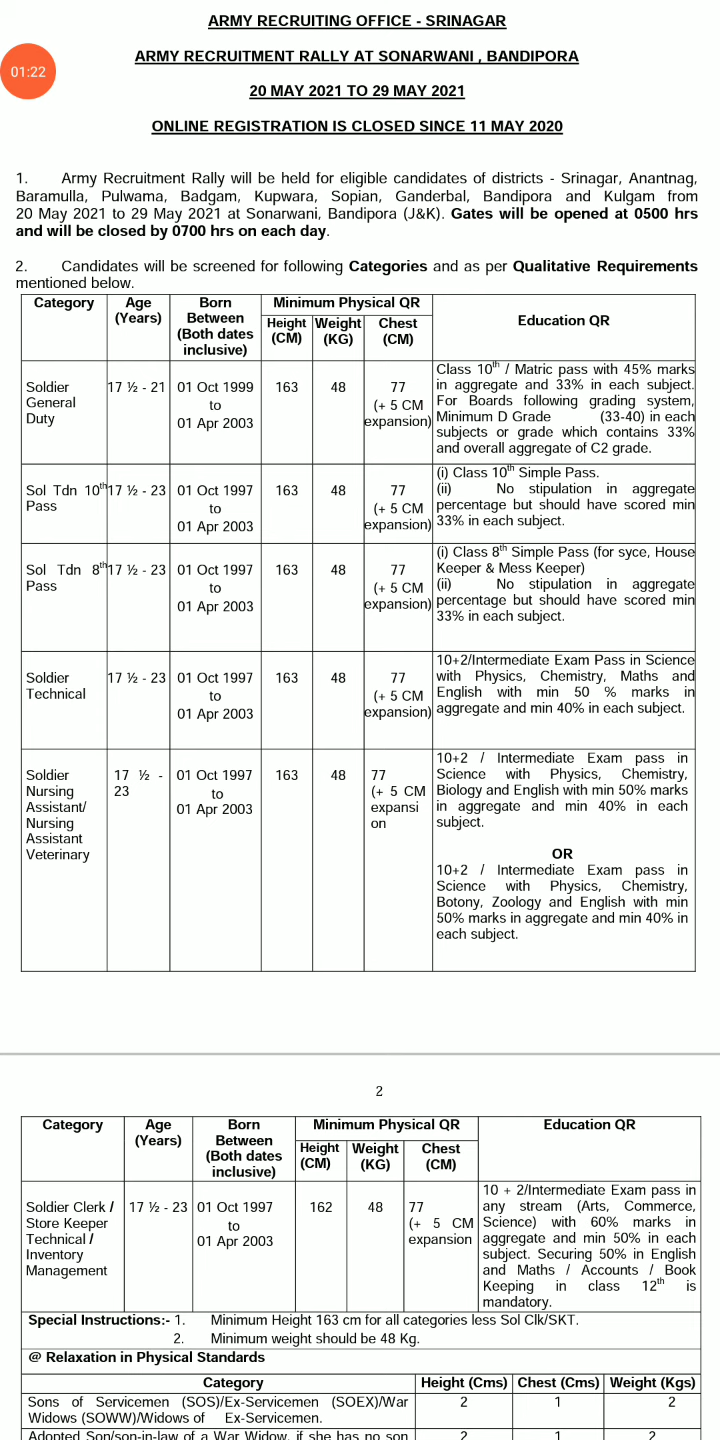 ARMY RECRUITING OFFICE - SRINAGAR
ARMY RECRUITMENT RALLY AT SONARWANI , BANDIPORA
01:22
20 MAY 2021 TO 29 MAY 2021
ONLINE REGISTRATION IS CLOSED SINCE 11 MAY 2020
1. Army Recruitment Rally will be held for eligible candidates of districts - Srinagar, Anantnag,
Baramulla, Pulwama, Badgam, Kupwara, Sopian, Ganderbal, Bandipora and Kulgam from
20 May 2021 to 29 May 2021 at Sonarwani, Bandipora (J&K). Gates will be opened at 0500 hrs
and will be closed by 0700 hrs on each day.
2. Candidates will be screened for following Categories and as per Qualitative Requirements
mentioned below.
Category
Age
(Years)
Born
Between
(Both dates
inclusive)
Minimum Physical QR
Height
(CM)
Weight
(KG)
Chest
(CM)
Education QR
Soldier
General
Duty
17 ½ - 21
01 Oct 1999
to
01 Apr 2003
163
48
77
(+ 5 CM
expansion)
Class 10th / Matric pass with 45% marks
in aggregate and 33% in each subject.
For Boards following grading system,
Minimum D Grade (33-40) in each
subjects or grade which contains 33%
and overall aggregate of C2 grade.
Sol Tdn 10th
Pass
17 ½ - 23
01 Oct 1997
to
01 Apr 2003
163
48
77
(+ 5 CM
expansion)
(i) Class 10th Simple Pass.
(ii) No stipulation in aggregate
percentage but should have scored min
33% in each subject.
Sol Tdn 8th
Pass
17 ½ - 23
01 Oct 1997
to
01 Apr 2003
163
48
77
(+ 5 CM
expansion)
(i) Class 8th Simple Pass (for syce, House
Keeper & Mess Keeper)
(ii) No stipulation in aggregate
percentage but should have scored min
33% in each subject.
Soldier
Technical
17 ½ - 23
01 Oct 1997
to
01 Apr 2003
163
48
77
(+ 5 CM
expansion)
10+2/Intermediate Exam Pass in Science
with Physics, Chemistry, Maths and
English with min 50 % marks in
aggregate and min 40% in each subject.
Soldier
Nursing
Assistant/
Nursing
Assistant
Veterinary
17 ½ -
23
01 Oct 1997
to
01 Apr 2003
163
48
77
(+ 5 CM
expansi
on
10+2 / Intermediate Exam pass in
Science with Physics, Chemistry,
Biology and English with min 50% marks
in aggregate and min 40% in each
subject.
OR
10+2 / Intermediate Exam pass in
Science with Physics, Chemistry,
Botony, Zoology and English with min
50% marks in aggregate and min 40% in
each subject.
2
Category
Age
(Years)
Born
Between
(Both dates
inclusive)
Minimum Physical QR
Height
(CM)
Weight
(KG)
Chest
(CM)
Education QR
Soldier Clerk /
Store Keeper
Technical /
Inventory
Management
17 ½ - 23
01 Oct 1997
to
01 Apr 2003
162
48
77
(+ 5 CM
expansion
10 + 2/Intermediate Exam pass in
any stream (Arts, Commerce,
Science) with 60% marks in
aggregate and min 50% in each
subject. Securing 50% in English
and Maths / Accounts / Book
Keeping in class 12th is
mandatory.
Special Instructions:- 1. Minimum Height 163 cm for all categories less Sol Clk/SKT.
2. Minimum weight should be 48 Kg.
@ Relaxation in Physical Standards
Category Height (Cms) Chest (Cms) Weight (Kgs)
Sons of Servicemen (SOS)/Ex-Servicemen (SOEX)/War 2 1 2
Widows (SOWW)/Widows of Ex-Servicemen.
Adopted Son/son-in-law of a War Widow, if she has no son 2 1 2